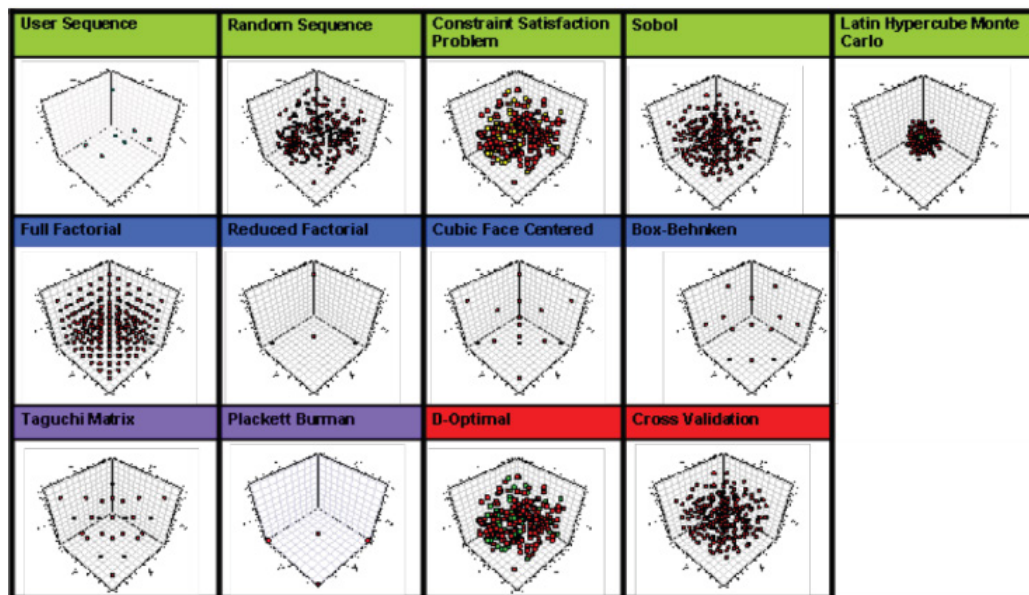 User Sequence
Random Sequence
Constraint Satisfaction
Problem
Sobol
Latin Hypercube Monte
Carlo
Full Factorial
Reduced Factorial
Cubic Face Centered
Box-Behnken
Taguchi Matrix
Plackett Burman
D-Optimal
Cross Validation